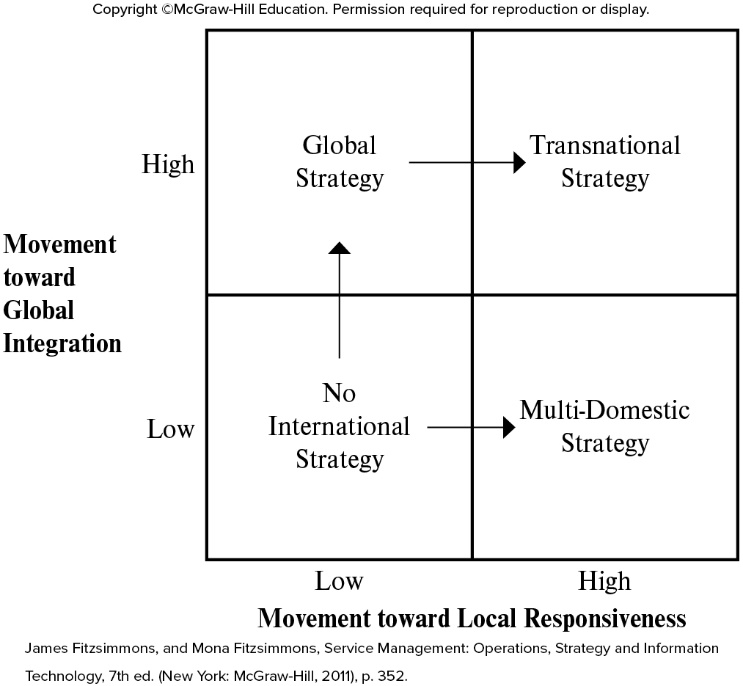 Copyright ©McGraw-Hill Education. Permission required for reproduction or display.
High
Global
Strategy
Transnational
Strategy
Movement
toward
Global
Integration
Low
No
International
Strategy
Multi-Domestic
Strategy
Low
High
Movement toward Local Responsiveness
James Fitzsimmons, and Mona Fitzsimmons, Service Management: Operations, Strategy and Information
Technology, 7th ed. (New York: McGraw-Hill, 2011), p. 352.